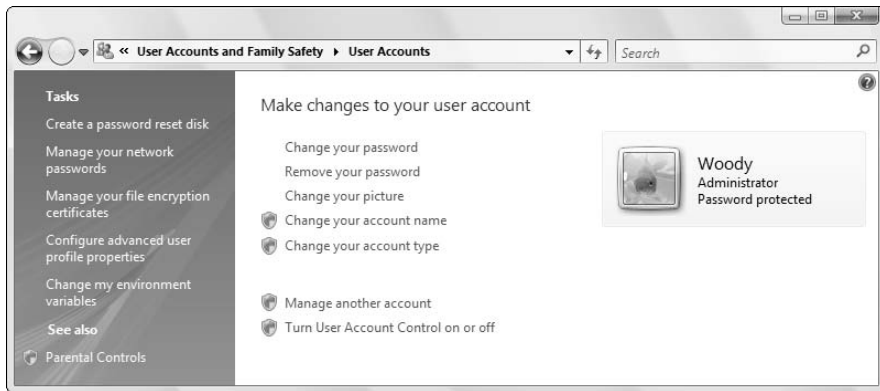 « User Accounts and Family Safety ▸ User Accounts
Search
Tasks
Create a password reset disk
Manage your network
passwords
Manage your file encryption
certificates
Configure advanced user
profile properties
Change my environment
variables
See also
Parental Controls
Make changes to your user account
Change your password
Remove your password
Change your picture
Change your account name
Change your account type
Manage another account
Turn User Account Control on or off
Woody
Administrator
Password protected